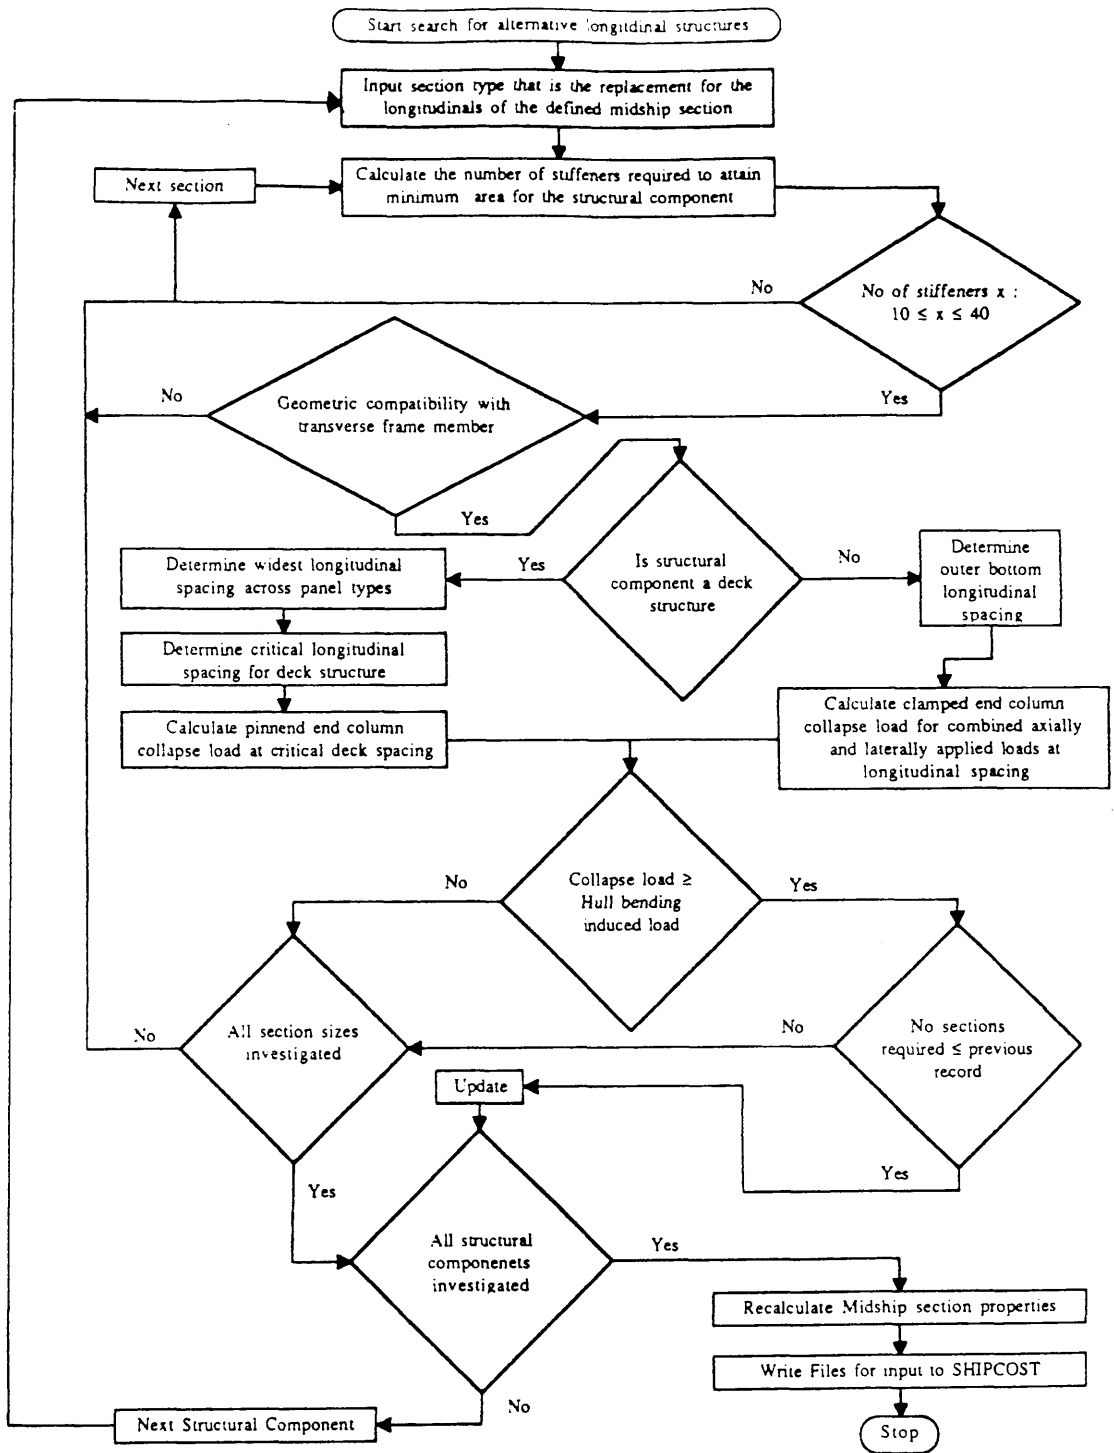 Start search for alternative longitdinal structures
Input section type that is the replacement for the
longitudinals of the defined midship section
Calculate the number of stuffeners required to attain
minimum area for the structural component
Next section
No
No of stiffeners x :
10 ≤ x ≤ 40
Yes
No
Geometric compatibility with
transverse frame member
Yes
Is
structural
component a deck
structure
Yes
No
Determine widest longitudinal
spacing across panel types
Determine
outer bottom
longitudinal
spacing
Determine critical longitudinal
spacing for deck structure
Calculate pinnend end column
collapse load at critical deck spacing
Calculate clamped end column
collapse load for combined axially
and laterally applied loads at
longitudinal spacing
No
Collapse load ≥
Hull bending
induced load
Yes
No
All section sizes
investigated
No
No sections
required ≤ previous
record
Update
Yes
Yes
All structural
componenets
investigated
Yes
Recalculate Midship section properties
Write Files for input to SHIPCOST
No
Next Structural Component
Stop